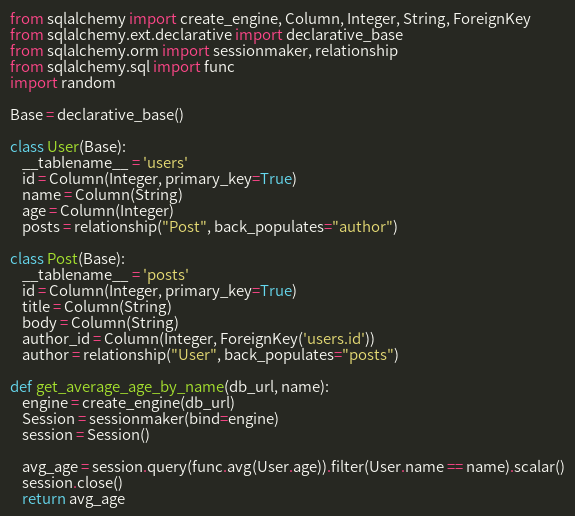 from sqlalchemy import create_engine, Column, Integer, String, ForeignKey
from sqlalchemy.ext.declarative import declarative_base
from sqlalchemy.orm import sessionmaker, relationship
from sqlalchemy.sql import func
import random

Base = declarative_base()

class User(Base):
    __tablename__ = 'users'
    id = Column(Integer, primary_key=True)
    name = Column(String)
    age = Column(Integer)
    posts = relationship("Post", back_populates="author")

class Post(Base):
    __tablename__ = 'posts'
    id = Column(Integer, primary_key=True)
    title = Column(String)
    body = Column(String)
    author_id = Column(Integer, ForeignKey('users.id'))
    author = relationship("User", back_populates="posts")

def get_average_age_by_name(db_url, name):
    engine = create_engine(db_url)
    Session = sessionmaker(bind=engine)
    session = Session()

    avg_age = session.query(func.avg(User.age)).filter(User.name == name).scalar()
    session.close()
    return avg_age